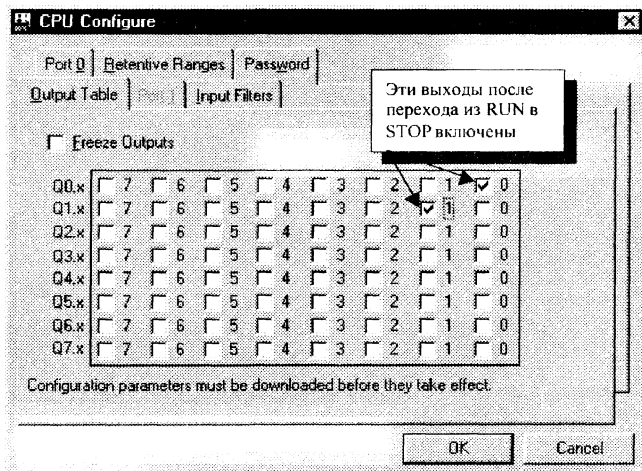 CPU Configure
Port 0 Retentive Ranges Password
Output Table Port 1 Input Filters
Эти выходы после
перехода из RUN в
STOP включены
Freeze Outputs
Q0.x 7 6 5 4 3 2 1 0
Q1.x 7 6 5 4 3 2 1 0
Q2.x 7 6 5 4 3 2 1 0
Q3.x 7 6 5 4 3 2 1 0
Q4.x 7 6 5 4 3 2 1 0
Q5.x 7 6 5 4 3 2 1 0
Q6.x 7 6 5 4 3 2 1 0
Q7.x 7 6 5 4 3 2 1 0
Configuration parameters must be downloaded before they take effect.
OK Cancel